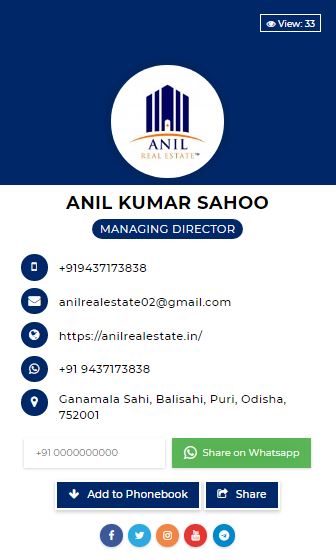 View: 33
ANIL
REAL ESTATE™
ANIL KUMAR SAHOO
MANAGING DIRECTOR
+919437173838
anilrealestate02@gmail.com
https://anilrealestate.in/
+91 9437173838
Ganamala Sahi, Balisahi, Puri, Odisha,
752001
+91 0000000000
Share on Whatsapp
Add to Phonebook
Share